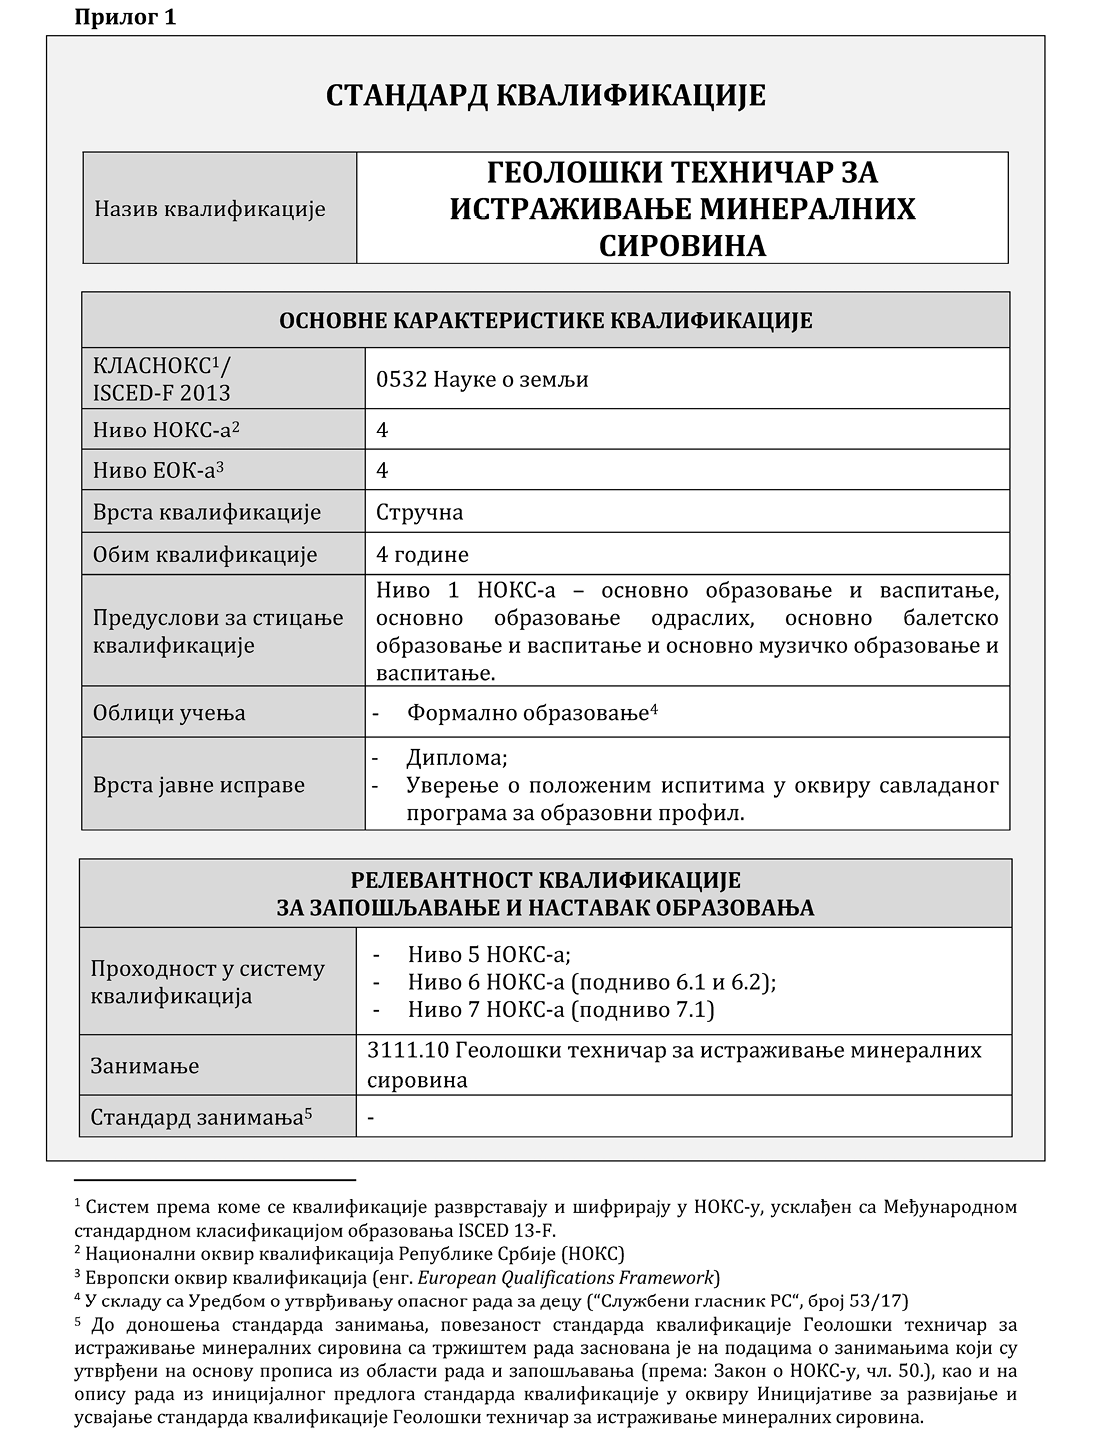 Прилог 1
СТАНДАРД КВАЛИФИКАЦИЈЕ
Назив квалификације
ГЕОЛОШКИ ТЕХНИЧАР ЗА
ИСТРАЖИВАЊЕ МИНЕРАЛНИХ
СИРОВИНА
ОСНОВНЕ КАРАКТЕРИСТИКЕ КВАЛИФИКАЦИЈЕ
КЛАСНОКС¹/
ISCED-F 2013
0532 Науке о земљи
Ниво НОКС-а²
4
Ниво ЕОК-а³
4
Врста квалификације
Стручна
Обим квалификације
4 године
Предуслови за стицање
квалификације
Ниво 1 НОКС-а – основно образовање и васпитање,
основно образовање одраслих, основно балетско
образовање и васпитање и основно музичко образовање и
васпитање.
Облици учења
- Формално образовање⁴
Врста јавне исправе
- Диплома;
- Уверење о положеним испитима у оквиру савладаног
програма за образовни профил.
РЕЛЕВАНТНОСТ КВАЛИФИКАЦИЈЕ
ЗА ЗАПОШЉАВАЊЕ И НАСТАВАК ОБРАЗОВАЊА
Проходност у систему
квалификација
- Ниво 5 НОКС-а;
- Ниво 6 НОКС-а (подниво 6.1 и 6.2);
- Ниво 7 НОКС-а (подниво 7.1)
Занимање
3111.10 Геолошки техничар за истраживање минералних
сировина
Стандард занимања⁵
-
¹ Систем према коме се квалификације разврставају и шифрирају у НОКС-у, усклађен са Међународном
стандардном класификацијом образовања ISCED 13-F.
² Национални оквир квалификација Републике Србије (НОКС)
³ Европски оквир квалификација (енг. European Qualifications Framework)
⁴ У складу са Уредбом о утврђивању опасног рада за децу (“Службени гласник РС“, број 53/17)
⁵ До доношења стандарда занимања, повезаност стандарда квалификације Геолошки техничар за
истраживање минералних сировина са тржиштем рада заснована је на подацима о занимањима који су
утврђени на основу прописа из области рада и запошљавања (према: Закон о НОКС-у, чл. 50.), као и на
опису рада из иницијалног предлога стандарда квалификације у оквиру Иницијативе за развијање и
усвајање стандарда квалификације Геолошки техничар за истраживање минералних сировина.